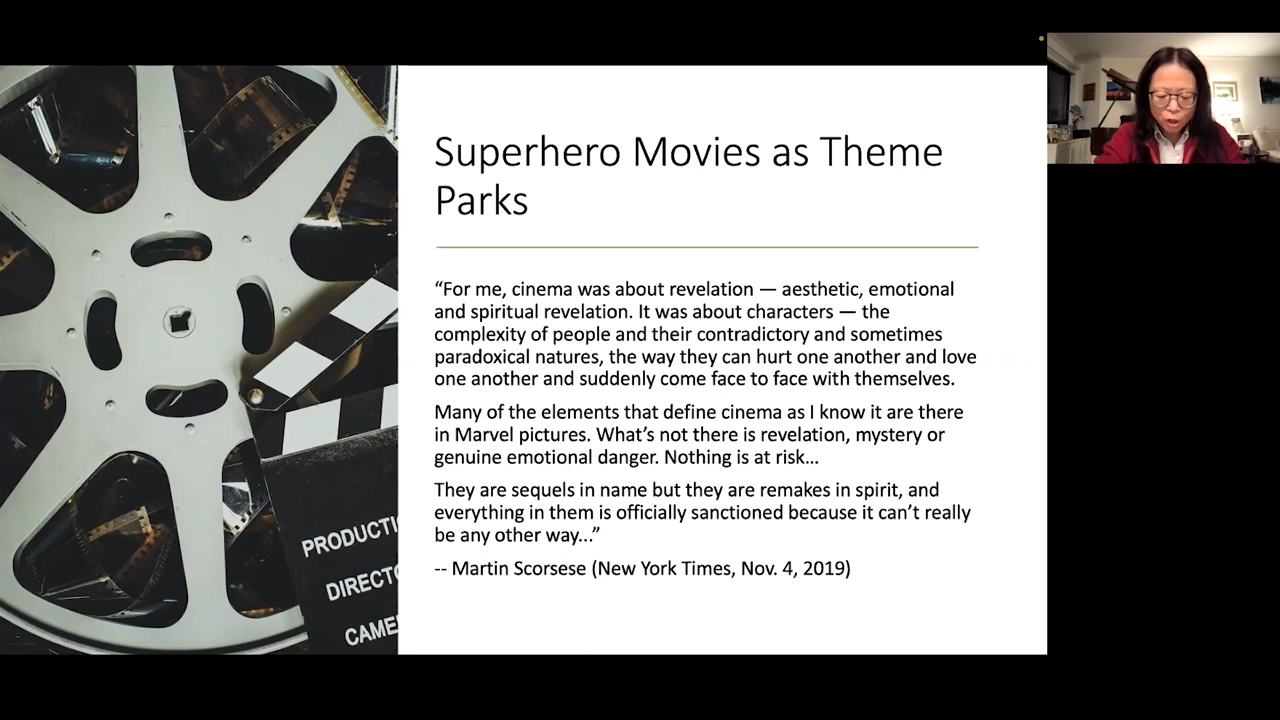 Superhero Movies as Theme
Parks
“For me, cinema was about revelation — aesthetic, emotional
and spiritual revelation. It was about characters — the
complexity of people and their contradictory and sometimes
paradoxical natures, the way they can hurt one another and love
one another and suddenly come face to face with themselves.
Many of the elements that define cinema as I know it are there
in Marvel pictures. What’s not there is revelation, mystery or
genuine emotional danger. Nothing is at risk…
They are sequels in name but they are remakes in spirit, and
everything in them is officially sanctioned because it can’t really
be any other way…”
-- Martin Scorsese (New York Times, Nov. 4, 2019)
PRODUCTI
DIRECTO
CAME